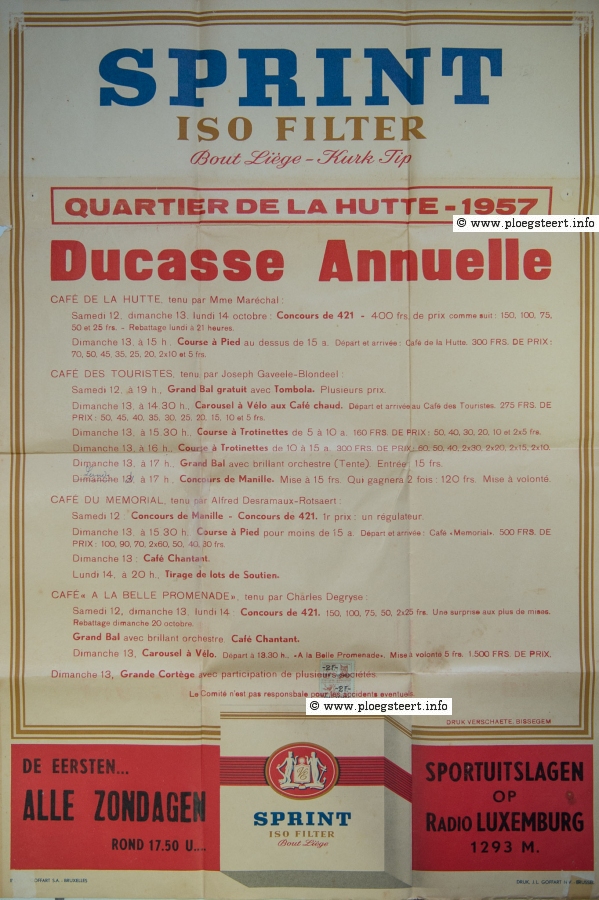 SPRINT
ISO FILTER
Bout Liège - Kurk Tip
QUARTIER DE LA HUTTE - 1957
© www.ploegsteert.info
Ducasse Annuelle
CAFÉ DE LA HUTTE, tenu par Mme Maréchal :
Samedi 12, dimanche 13, lundi 14 octobre : Concours de 421 - 400 frs. de prix comme suit : 150, 100, 75,
50 et 25 frs. - Rebattage lundi à 21 heures.
Dimanche 13, à 15 h. Course à Pied au dessus de 15 a. Départ et arrivée : Café de la Hutte. 300 FRS. DE PRIX :
70, 50, 45, 35, 25, 20, 2x10 et 5 frs.
CAFÉ DES TOURISTES, tenu par Joseph Gaveele-Blondeel :
Samedi 12, à 19 h., Grand Bal gratuit avec Tombola. Plusieurs prix.
Dimanche 13, à 14.30 h., Carousel à Vélo aux Café chaud. Départ et arrivée au Café des Touristes. 275 FRS. DE
PRIX : 50, 45, 40, 35, 30, 25, 20, 15, 10 et 5 frs.
Dimanche 13, à 15.30 h., Course à Trotinettes de 5 à 10 a. 160 FRS. DE PRIX : 50, 40, 30, 20, 10 et 2x5 frs.
Dimanche 13, à 16 h., Course à Trotinettes de 10 à 15 a. 300 FRS. DE PRIX : 60, 50, 40, 2x30, 2x20, 2x15, 2x10.
Dimanche 13, à 17 h., Grand Bal avec brillant orchestre (Tente). Entrée 15 frs.
Dimanche 13, à 17 h., Concours de Manille. Mise à 15 frs. Qui gagnera 2 fois : 120 frs. Mise à volonté.
CAFÉ DU MEMORIAL, tenu par Alfred Desramaux-Rotsaert :
Samedi 12 : Concours de Manille - Concours de 421. 1r prix : un régulateur.
Dimanche 13, à 15.30 h. Course à Pied pour moins de 15 a. Départ et arrivée : Café «Memorial». 500 FRS. DE
PRIX : 100, 90, 70, 2x60, 50, 40, 30 frs.
Dimanche 13 : Café Chantant.
Lundi 14, à 20 h., Tirage de lots de Soutien.
CAFÉ « A LA BELLE PROMENADE», tenu par Charles Degryse :
Samedi 12, dimanche 13, lundi 14 : Concours de 421. 150, 100, 75, 50, 2x25 frs. Une surprise aux plus de mises.
Rebattage dimanche 20 octobre.
Grand Bal avec brillant orchestre. Café Chantant.
Dimanche 13, Carousel à Vélo. Départ à 13.30 h., «A la Belle Promenade». Mise à volonté 5 frs. 1.500 FRS. DE PRIX.
Dimanche 13, Grande Cortège avec participation de plusieurs sociétés.
Le Comité n'est pas responsable pour les accidents éventuels.
© www.ploegsteert.info
DRUK. VERSCHAETE, BISSEGEM
DE EERSTEN...
ALLE ZONDAGEN
ROND 17.50 U...
SPRINT
ISO FILTER
Bout Liège
SPORTUITSLAGEN
OP
RADIO LUXEMBURG
1293 M.
GOFFART S.A. - BRUXELLES
DRUK. J.L. GOFFART N.V. - BRUSSEL